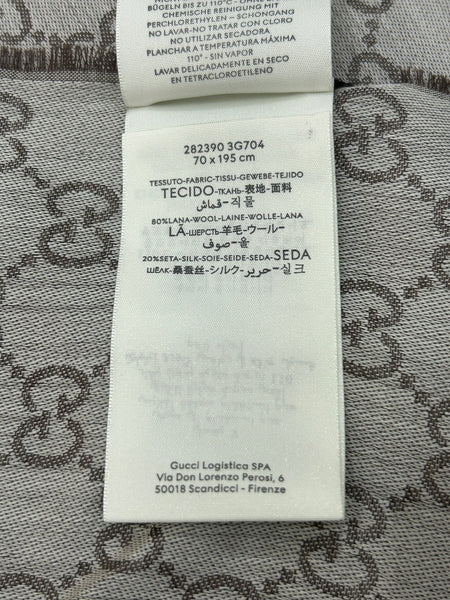 BÜGELN BIS ZU 110°C - OHNE
CHEMISCHE REINIGUNG MIT
PERCHLORETHYLEN - SCHONGANG
NO LAVAR-NO TRATAR CON CLORO
NO UTILIZAR SECADORA
PLANCHAR A TEMPERATURA MÁXIMA
110° - SIN VAPOR
LAVAR DELICADAMENTE EN SECO
EN TETRACLOROETILENO
282390 3G704
70 x 195 cm
TESSUTO-FABRIC-TISSU-GEWEBE-TEJIDO
TECIDO-ТКАНЬ-表地-面料
قماش-직물
80%LANA-WOOL-LAINE-WOLLE-LANA
LÃ-ШЕРСТЬ-羊毛-ウール-
صوف-울
20%SETA-SILK-SOIE-SEIDE-SEDA-SEDA
ШЁЛК-桑蚕丝-シルク-حرير-실크
Gucci Logistica SPA
Via Don Lorenzo Perosi, 6
50018 Scandicci - Firenze